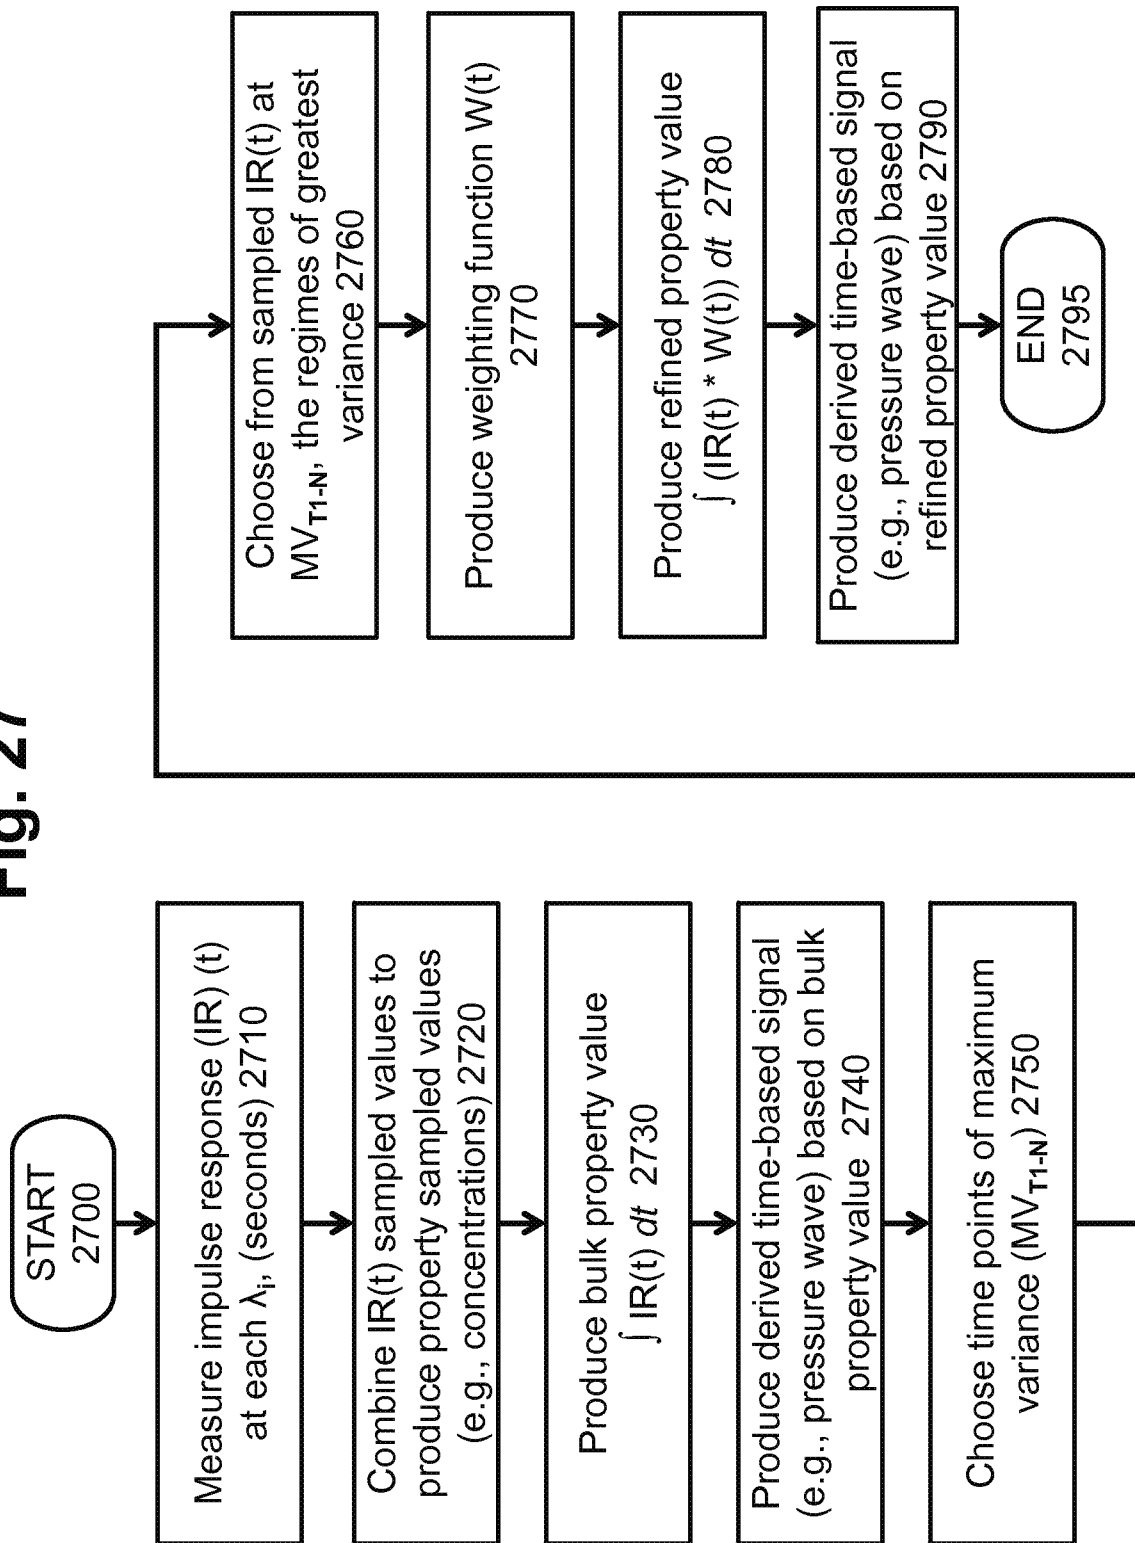 Fig. 27
START
2700
Measure impulse response (IR) (t)
at each λi, (seconds) 2710
Combine IR(t) sampled values to
produce property sampled values
(e.g., concentrations) 2720
Produce bulk property value
∫ IR(t) dt 2730
Produce derived time-based signal
(e.g., pressure wave) based on bulk
property value 2740
Choose time points of maximum
variance (MVT1-N) 2750
Choose from sampled IR(t) at
MVT1-N, the regimes of greatest
variance 2760
Produce weighting function W(t)
2770
Produce refined property value
∫ (IR(t) * W(t)) dt 2780
Produce derived time-based signal
(e.g., pressure wave) based on
refined property value 2790
END
2795